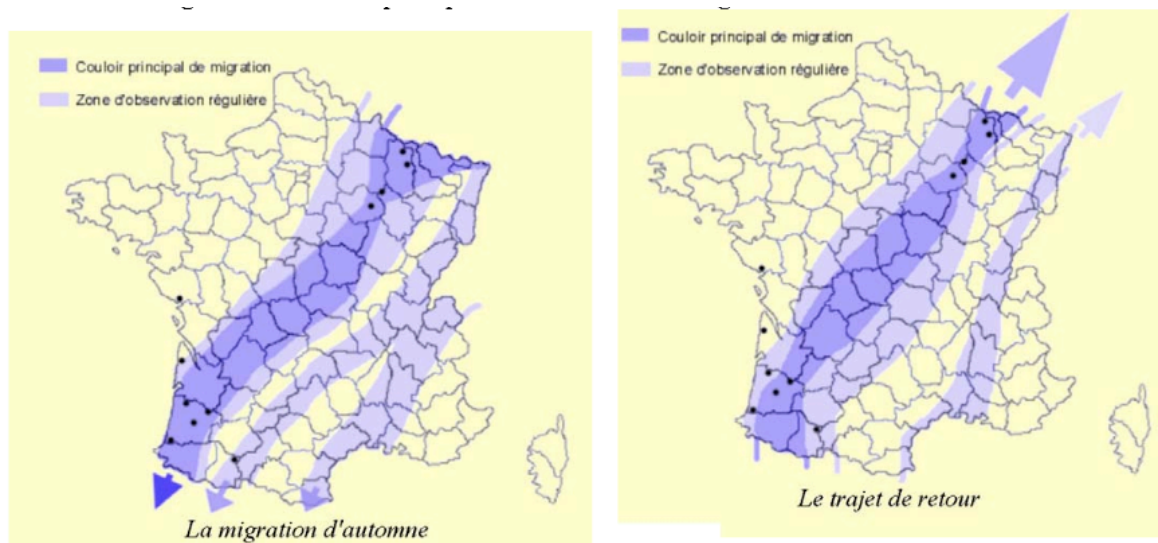 Couloir principal de migration
Zone d'observation régulière
La migration d'automne
Couloir principal de migration
Zone d'observation régulière
Le trajet de retour